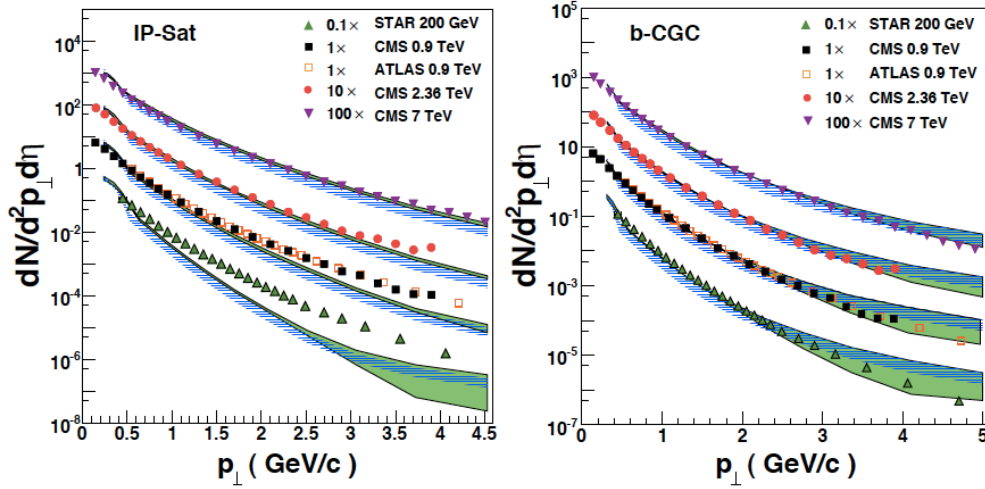 IP-Sat
0.1× STAR 200 GeV
1× CMS 0.9 TeV
1× ATLAS 0.9 TeV
10× CMS 2.36 TeV
100× CMS 7 TeV
dN/d²p⊥dη
10⁴
10²
1
10⁻²
10⁻⁴
10⁻⁶
10⁻⁸
0 0.5 1 1.5 2 2.5 3 3.5 4 4.5
p⊥ ( GeV/c )
b-CGC
0.1× STAR 200 GeV
1× CMS 0.9 TeV
1× ATLAS 0.9 TeV
10× CMS 2.36 TeV
100× CMS 7 TeV
dN/d²p⊥dη
10⁵
10³
10
10⁻¹
10⁻³
10⁻⁵
10⁻⁷
0 1 2 3 4 5
p⊥ ( GeV/c )